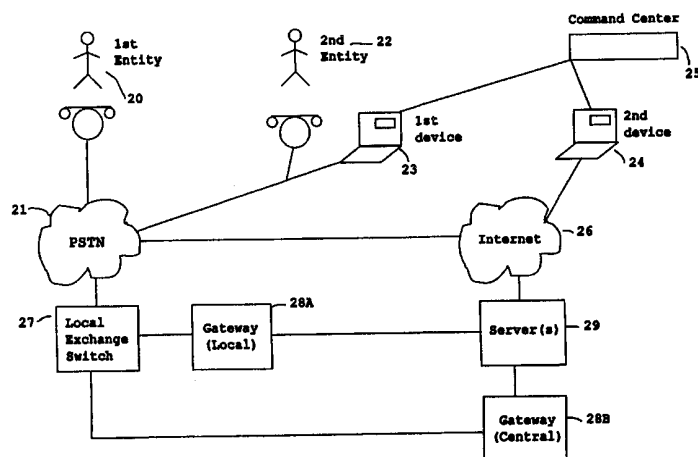 Command Center
25
1st
Entity
20
2nd
Entity
22
1st
device
23
2nd
device
24
21
PSTN
Internet
26
27
Local
Exchange
Switch
Gateway
(Local)
28A
Server(s)
29
Gateway
(Central)
28B